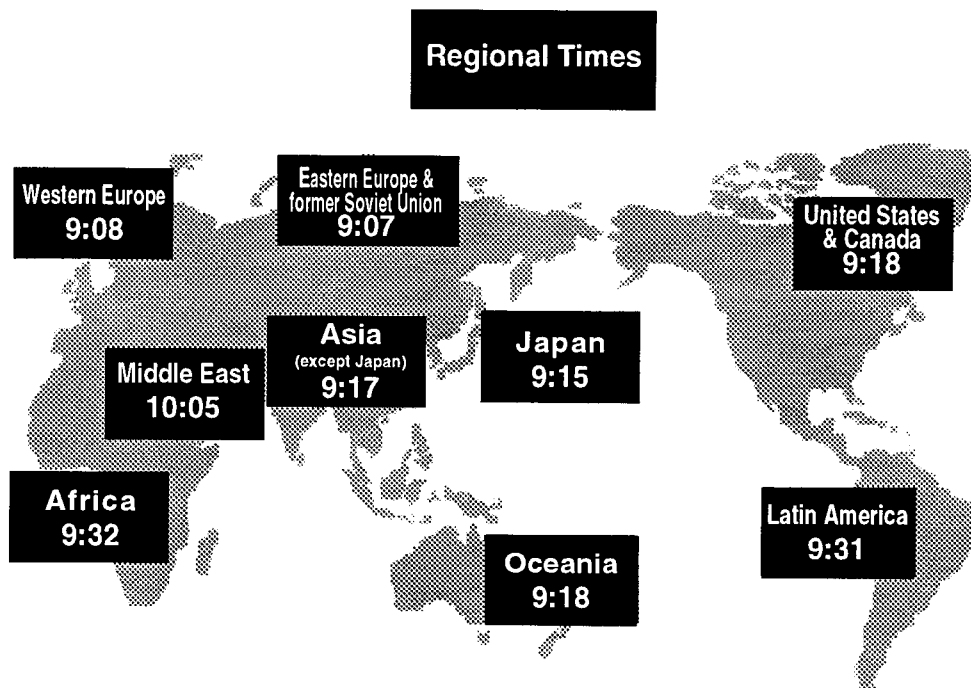 Regional Times
Western Europe
9:08
Eastern Europe &
former Soviet Union
9:07
United States
& Canada
9:18
Asia
(except Japan)
9:17
Japan
9:15
Middle East
10:05
Africa
9:32
Latin America
9:31
Oceania
9:18